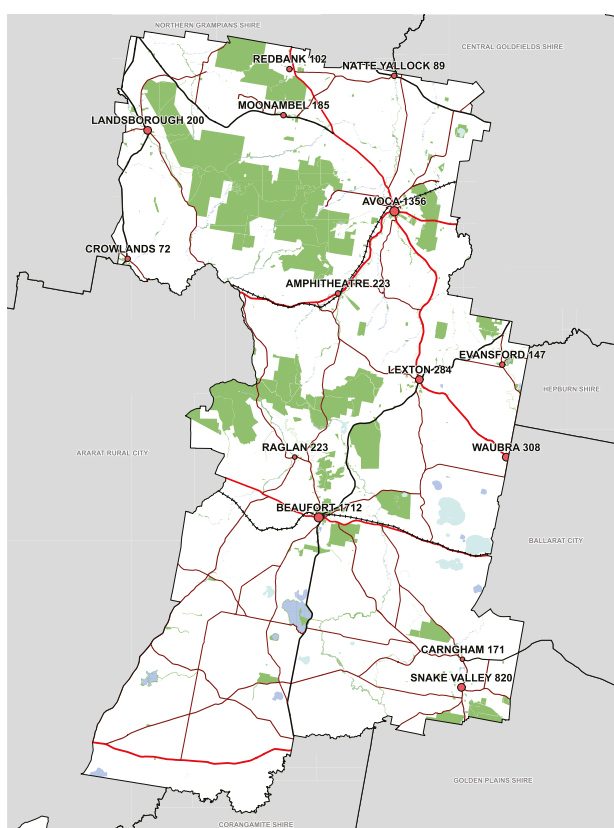 NORTHERN GRAMPIANS SHIRE
CENTRAL GOLDFIELDS SHIRE
REDBANK 102
NATTE YALLOCK 89
MOONAMBEL 185
LANDSBOROUGH 200
AVOCA 1356
CROWLANDS 72
AMPHITHEATRE 223
EVANSFORD 147
LEXTON 284
HEPBURN SHIRE
RAGLAN 223
WAUBRA 308
ARARAT RURAL CITY
BEAUFORT 1712
BALLARAT CITY
CARNGHAM 171
SNAKE VALLEY 820
GOLDEN PLAINS SHIRE
CORANGAMITE SHIRE